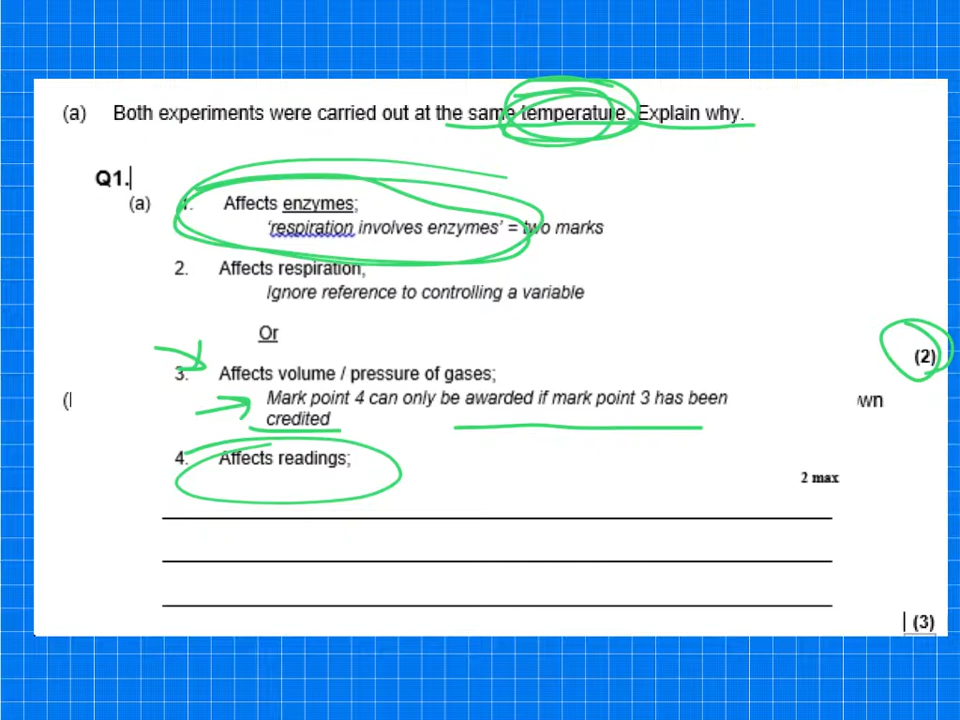 (a) Both experiments were carried out at the same temperature. Explain why.
Q1.
(a) 1. Affects enzymes;
'respiration involves enzymes' = two marks
2. Affects respiration;
Ignore reference to controlling a variable
Or
(2)
3. Affects volume / pressure of gases;
Mark point 4 can only be awarded if mark point 3 has been
credited
4. Affects readings;
2 max
(3)